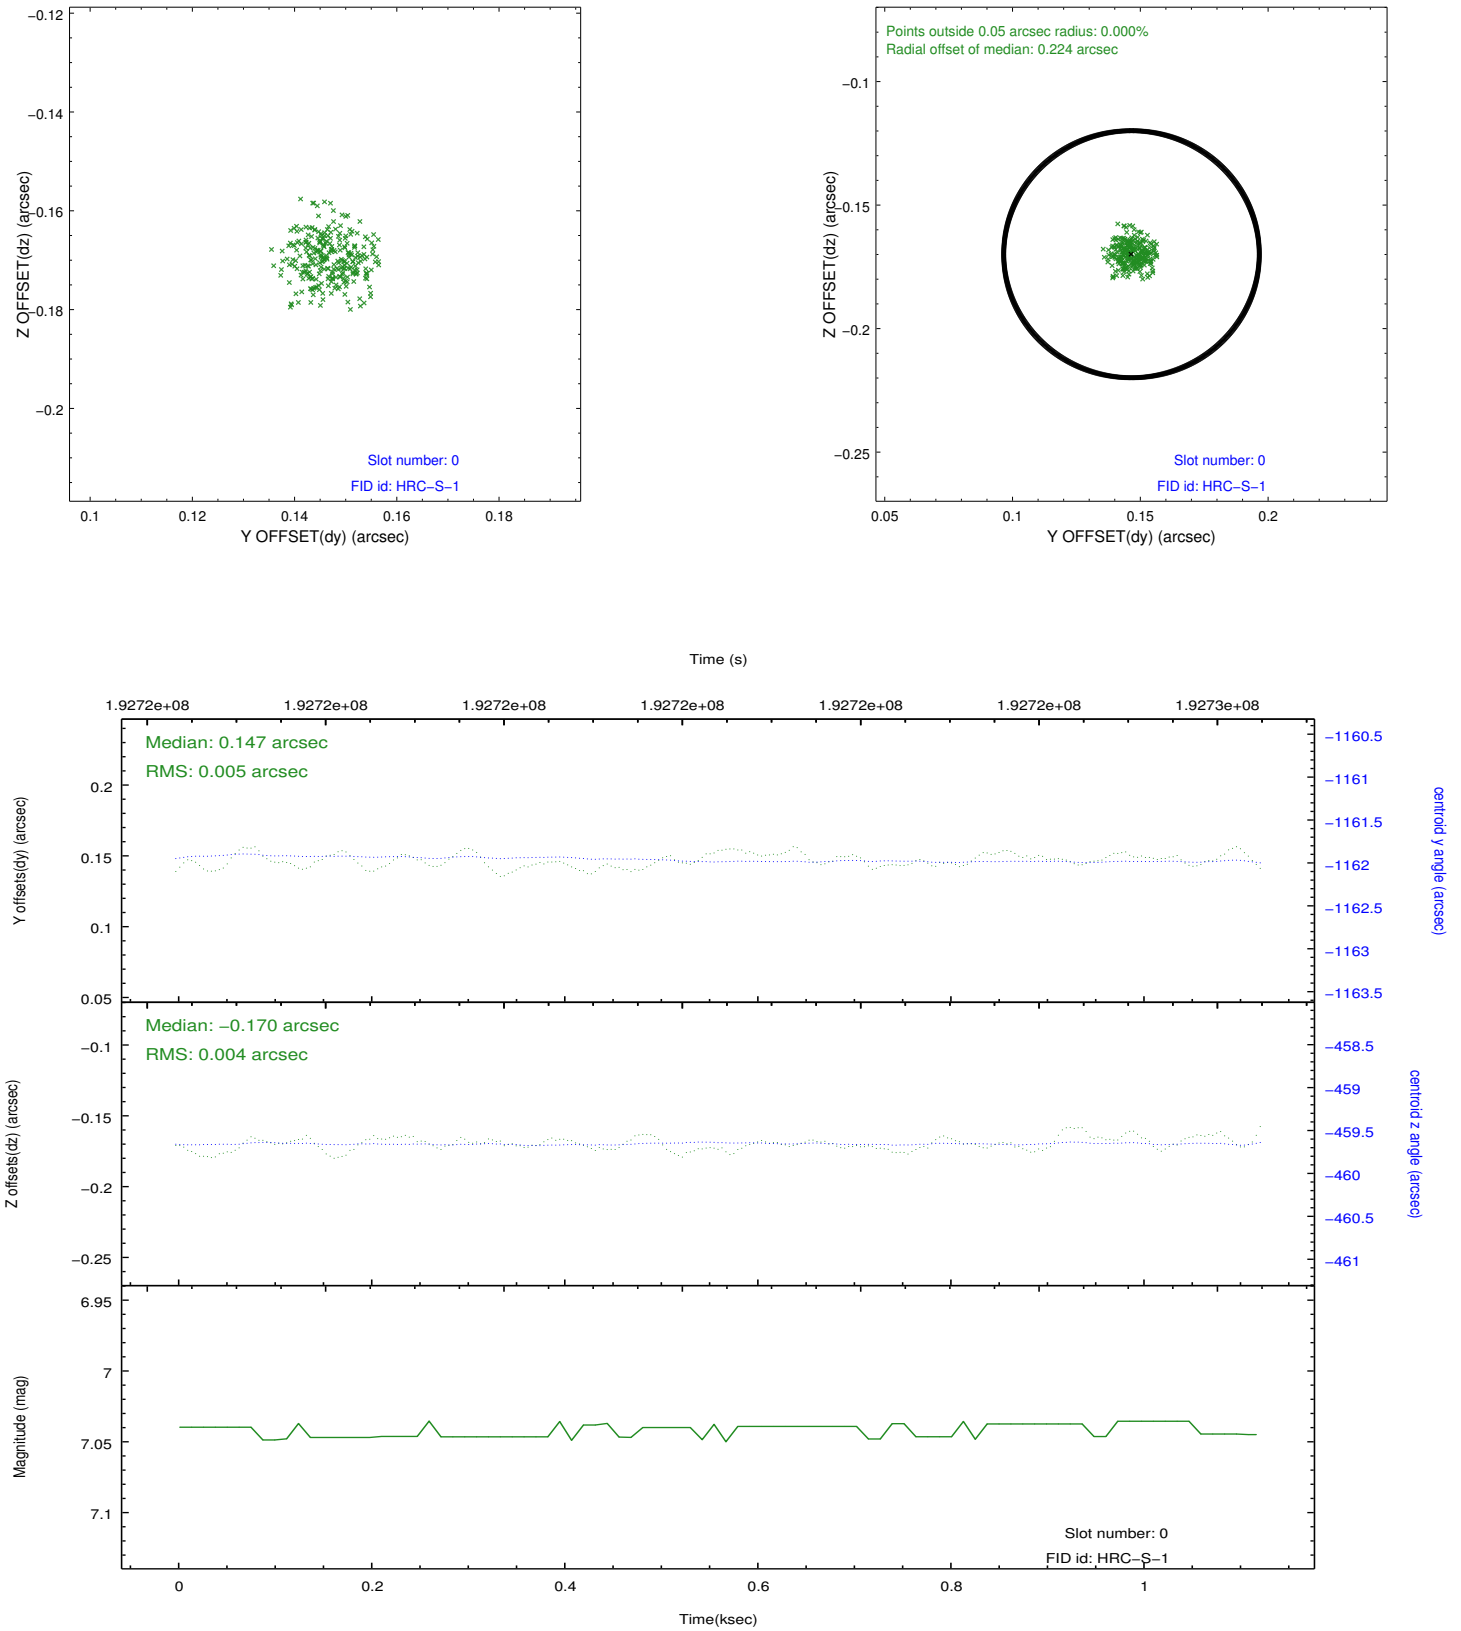 −0.12
−0.14
−0.16
−0.18
−0.2
Z OFFSET(dz) (arcsec)
Slot number: 0
FID id: HRC−S−1
0.1
0.12
0.14
0.16
0.18
Y OFFSET(dy) (arcsec)
Points outside 0.05 arcsec radius: 0.000%
Radial offset of median: 0.224 arcsec
−0.1
−0.15
−0.2
−0.25
Z OFFSET(dz) (arcsec)
Slot number: 0
FID id: HRC−S−1
0.05
0.1
0.15
0.2
Y OFFSET(dy) (arcsec)
Time (s)
1.9272e+08
1.9272e+08
1.9272e+08
1.9272e+08
1.9272e+08
1.9272e+08
1.9273e+08
Median: 0.147 arcsec
RMS: 0.005 arcsec
0.2
0.15
0.1
0.05
Y offsets(dy) (arcsec)
−1160.5
−1161
−1161.5
−1162
−1162.5
−1163
−1163.5
centroid y angle (arcsec)
Median: −0.170 arcsec
RMS: 0.004 arcsec
−0.1
−0.15
−0.2
−0.25
Z offsets(dz) (arcsec)
−458.5
−459
−459.5
−460
−460.5
−461
centroid z angle (arcsec)
6.95
7
7.05
7.1
Magnitude (mag)
Slot number: 0
FID id: HRC−S−1
0
0.2
0.4
0.6
0.8
1
Time(ksec)